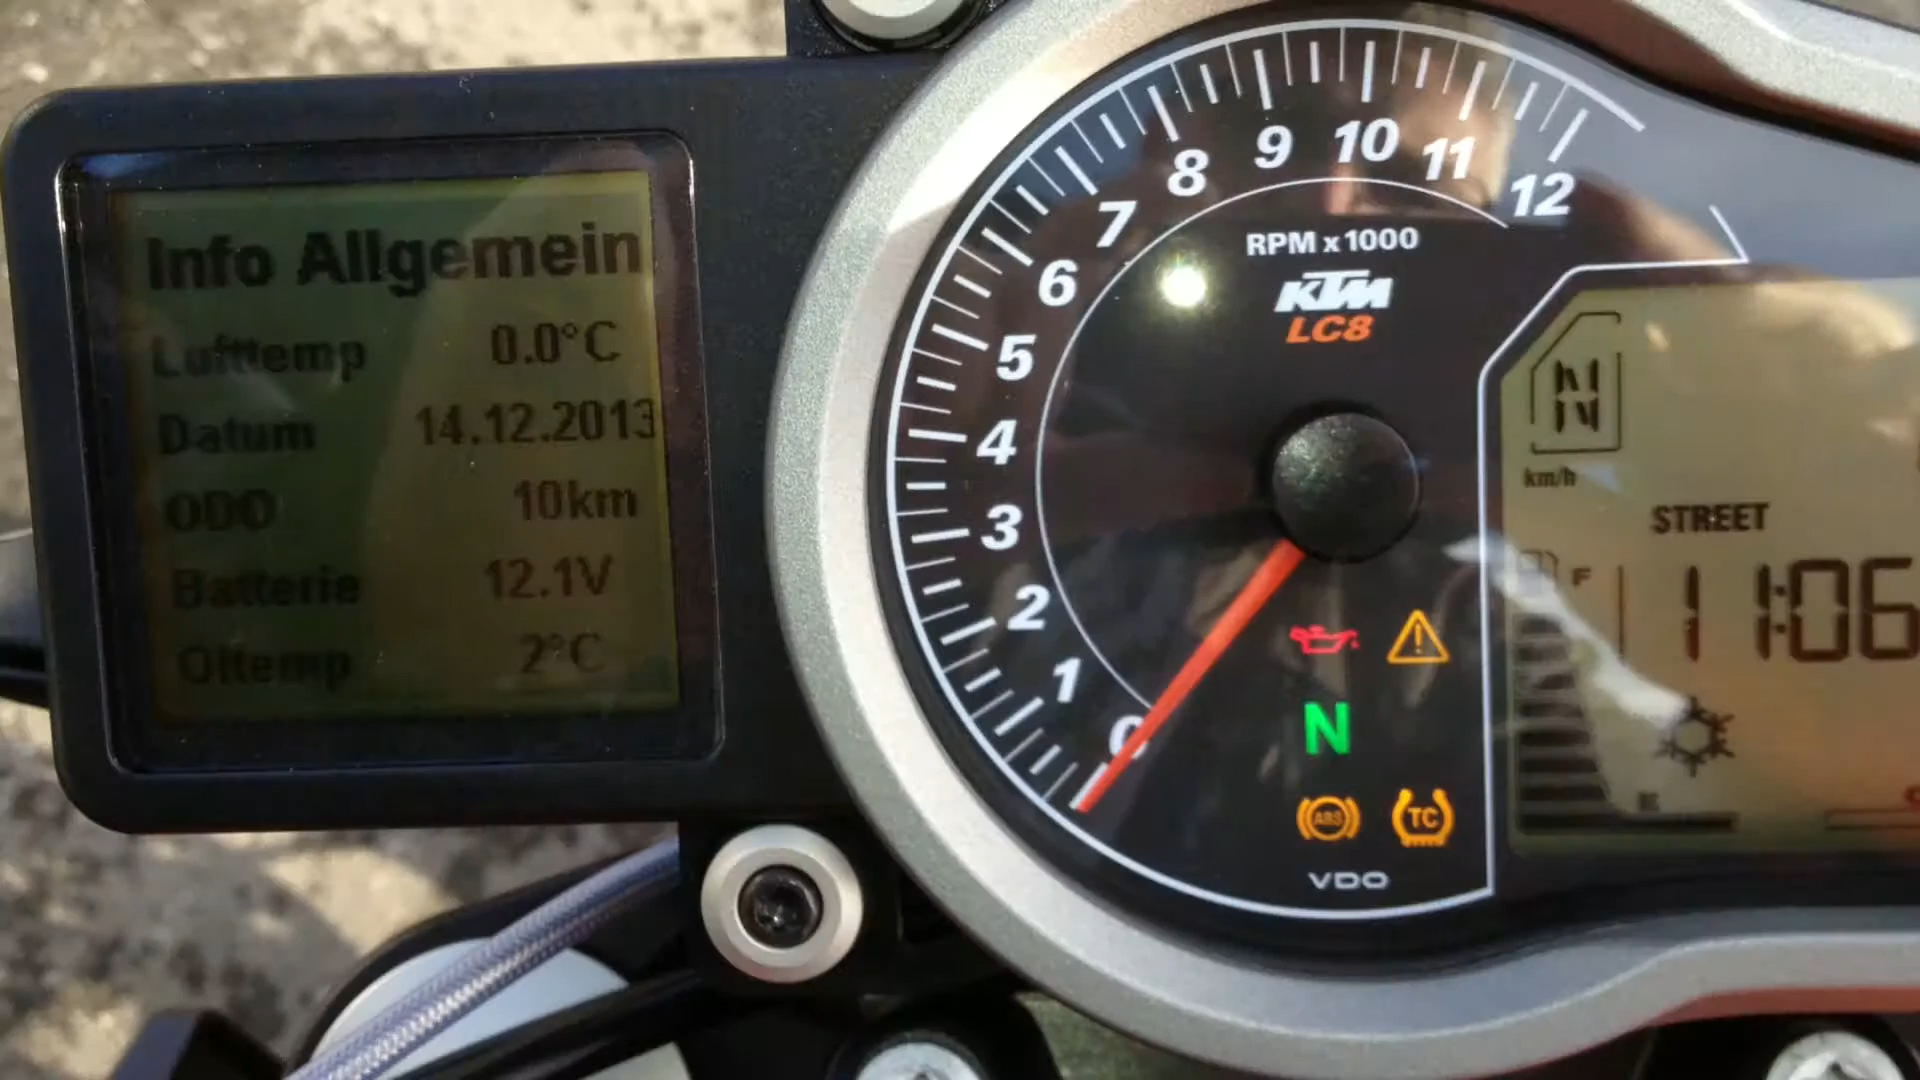 Info Allgemein
Lufttemp 0.0°C
Datum 14.12.2013
ODO 10km
Batterie 12.1V
Öltemp 2°C
0
1
2
3
4
5
6
7
8
9
10
11
12
RPM x 1000
KTM
LC8
N
ABS
TC
VDO
N
km/h
STREET
F
11:06
E